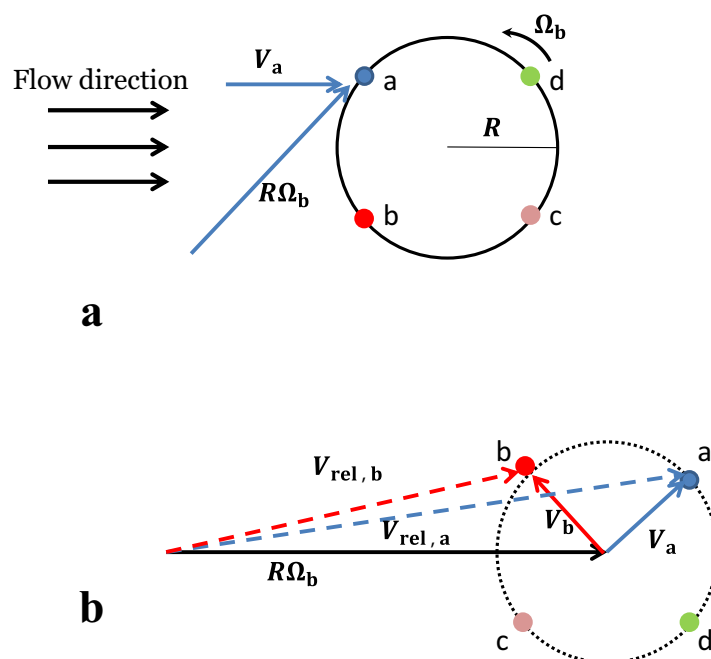 Ω_b
V_a
a
d
Flow direction
R
RΩ_b
b
c
a
b
a
V_rel,b
V_b
V_rel,a
V_a
RΩ_b
b
c
d